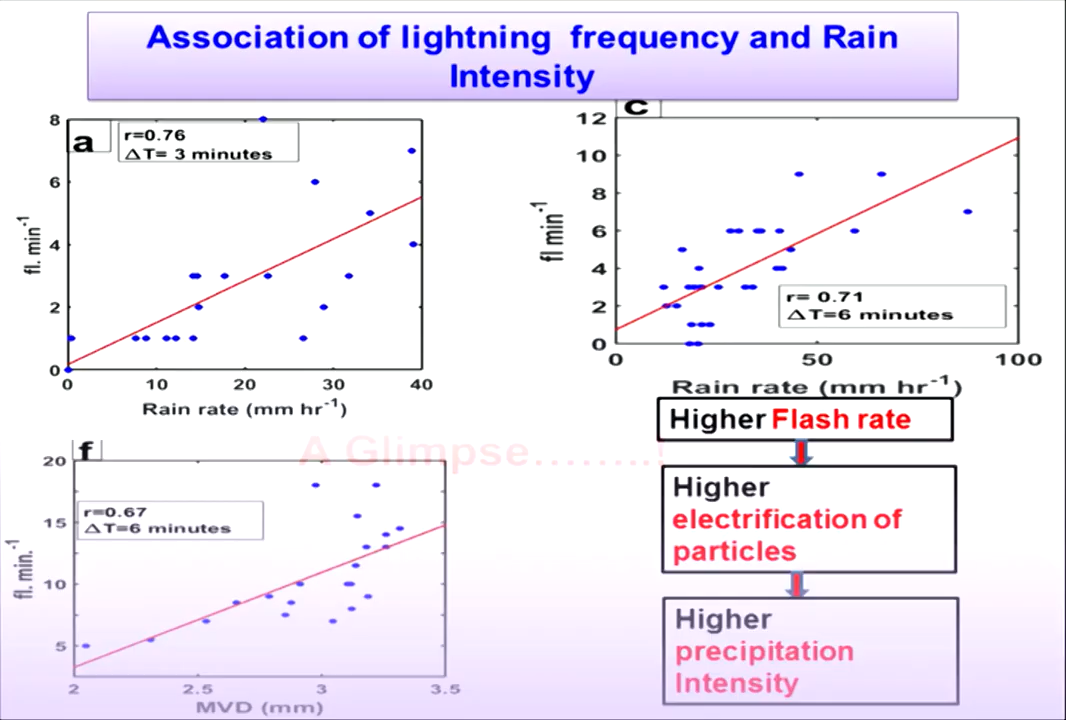 Association of lightning frequency and Rain
Intensity
a
r=0.76
ΔT= 3 minutes
8
6
4
2
0
fl. min⁻¹
0 10 20 30 40
Rain rate (mm hr⁻¹)
c
12
10
8
6
4
2
0
fl min⁻¹
r= 0.71
ΔT=6 minutes
0 50 100
Rain rate (mm hr⁻¹)
A Glimpse........!
f
r=0.67
ΔT=6 minutes
20
15
10
5
fl. min.⁻¹
2 2.5 3 3.5
MVD (mm)
Higher Flash rate
Higher
electrification of
particles
Higher
precipitation
Intensity